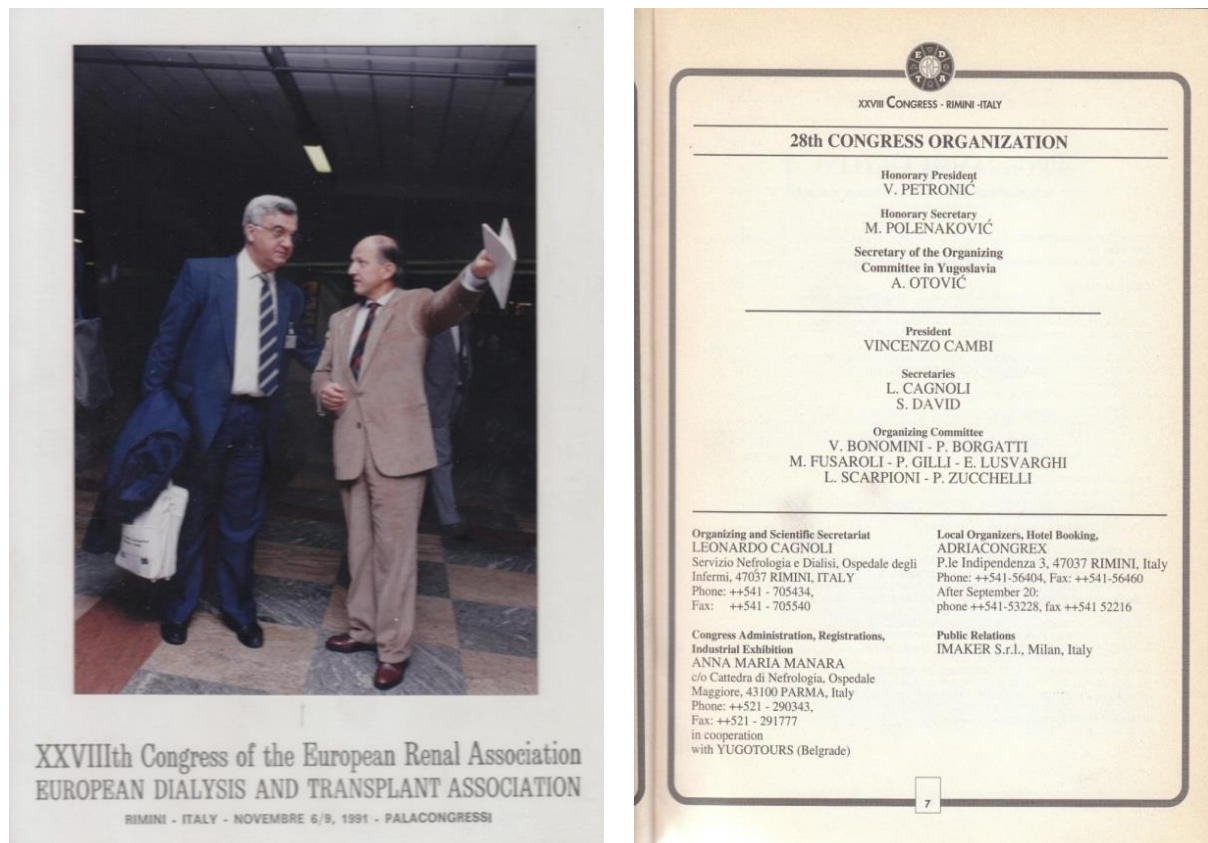 XXVIIIth Congress of the European Renal Association
EUROPEAN DIALYSIS AND TRANSPLANT ASSOCIATION
RIMINI - ITALY - NOVEMBRE 6/9, 1991 - PALACONGRESSI
E D
T A
XXVIII CONGRESS - RIMINI -ITALY
28th CONGRESS ORGANIZATION
Honorary President
V. PETRONIĆ
Honorary Secretary
M. POLENAKOVIĆ
Secretary of the Organizing
Committee in Yugoslavia
A. OTOVIĆ
President
VINCENZO CAMBI
Secretaries
L. CAGNOLI
S. DAVID
Organizing Committee
V. BONOMINI - P. BORGATTI
M. FUSAROLI - P. GILLI - E. LUSVARGHI
L. SCARPIONI - P. ZUCCHELLI
Organizing and Scientific Secretariat
LEONARDO CAGNOLI
Servizio Nefrologia e Dialisi, Ospedale degli
Infermi, 47037 RIMINI, ITALY
Phone: ++541 - 705434,
Fax: ++541 - 705540
Congress Administration, Registrations,
Industrial Exhibition
ANNA MARIA MANARA
c/o Cattedra di Nefrologia, Ospedale
Maggiore, 43100 PARMA, Italy
Phone: ++521 - 290343,
Fax: ++521 - 291777
in cooperation
with YUGOTOURS (Belgrade)
Local Organizers, Hotel Booking,
ADRIACONGREX
P.le Indipendenza 3, 47037 RIMINI, Italy
Phone: ++541-56404, Fax: ++541-56460
After September 20:
phone ++541-53228, fax ++541 52216
Public Relations
IMAKER S.r.l., Milan, Italy
7